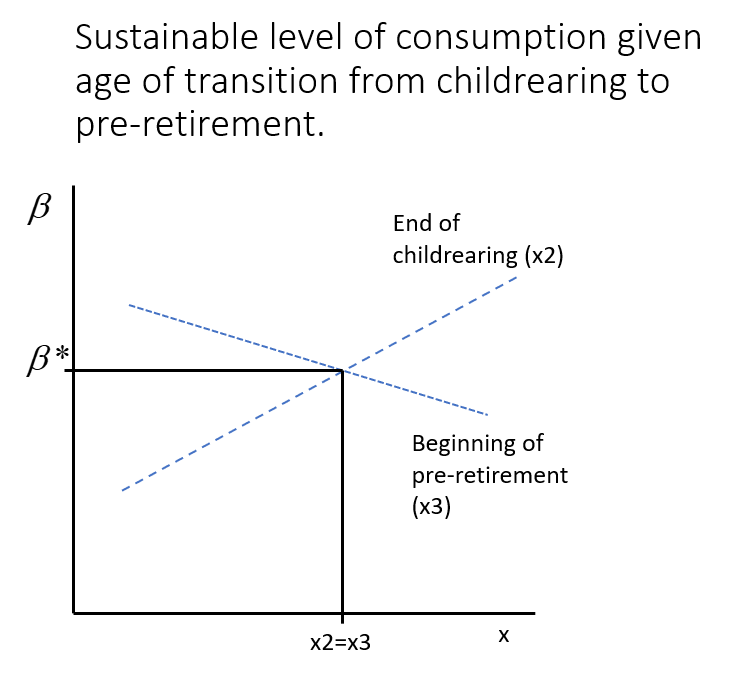 Sustainable level of consumption given
age of transition from childrearing to
pre-retirement.
β
End of
childrearing (x2)
β*
Beginning of
pre-retirement
(x3)
x2=x3
x